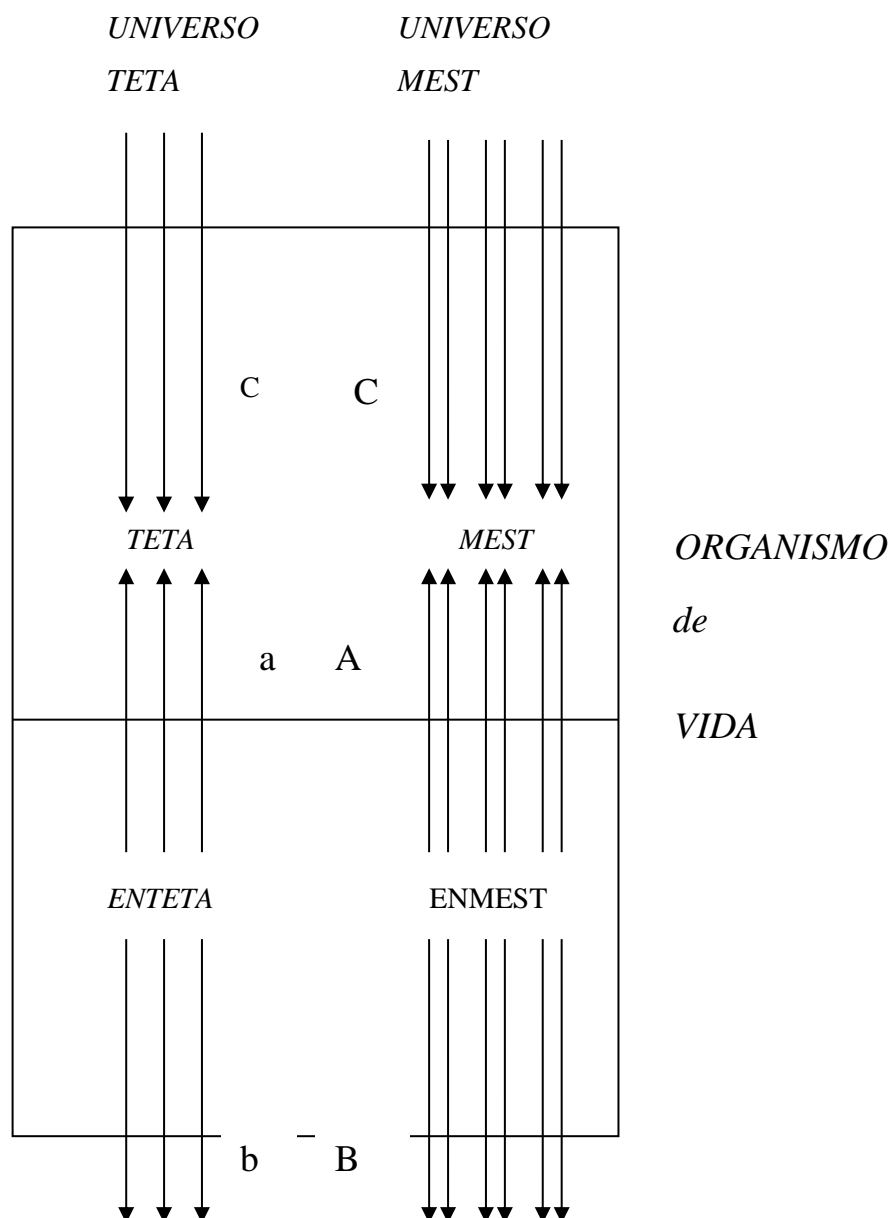 UNIVERSO UNIVERSO
TETA MEST
C C
TETA MEST
ORGANISMO
de
a A
VIDA
ENTETA ENMEST
b B